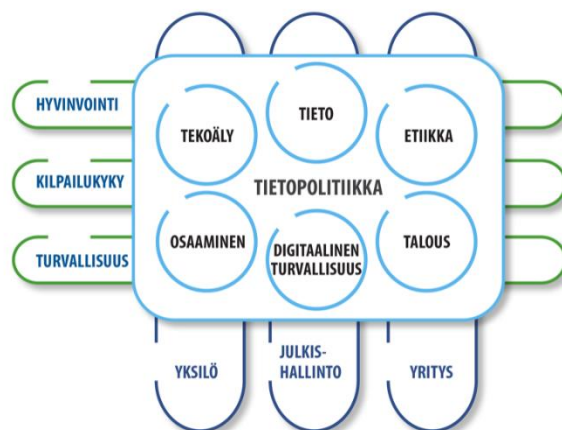 HYVINVOINTI
KILPAILUKYKY
TURVALLISUUS
TEKOÄLY
TIETO
ETIIKKA
TIETOPOLITIIKKA
OSAAMINEN
DIGITAALINEN
TURVALLISUUS
TALOUS
YKSILÖ
JULKIS-
HALLINTO
YRITYS